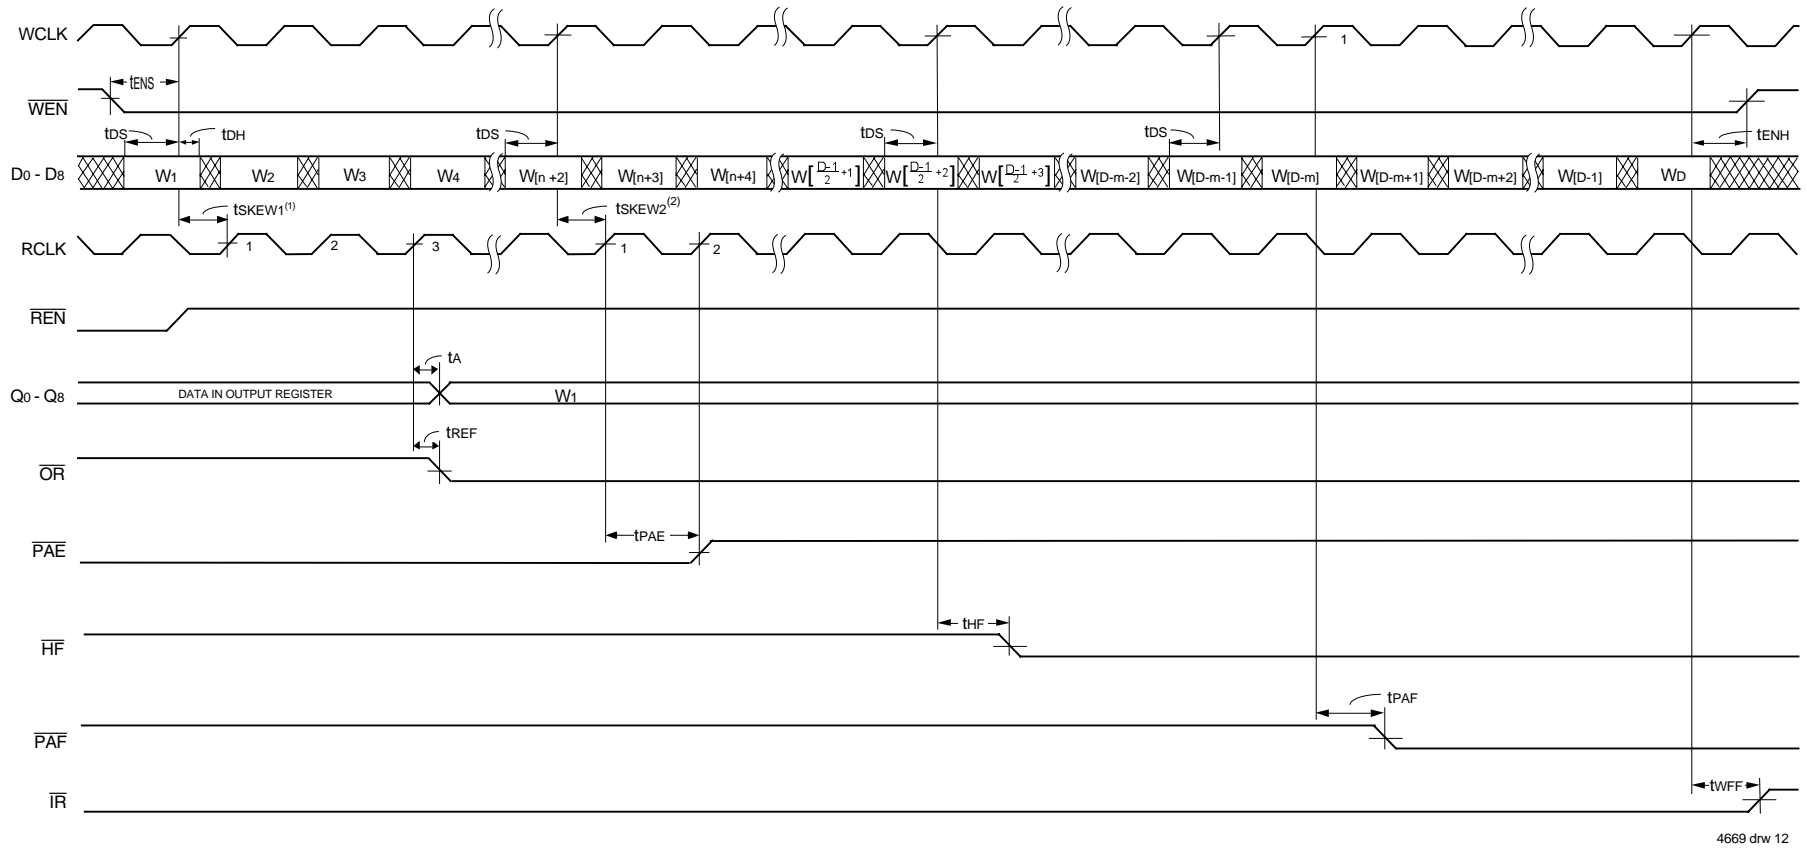 WCLK 1
tENS
WEN
tDS tDH tDS tDS tDS tENH
D0 - D8 W1 W2 W3 W4 W[n +2] W[n+3] W[n+4] W[D-1/2 +1] W[D-1/2 +2] W[D-1/2 +3] W[D-m-2] W[D-m-1] W[D-m] W[D-m+1] W[D-m+2] W[D-1] WD
tSKEW1(1) tSKEW2(2)
RCLK 1 2 3 1 2
REN
tA
Q0 - Q8 DATA IN OUTPUT REGISTER W1
tREF
OR
tPAE
PAE
tHF
HF
tPAF
PAF
tWFF
IR
4669 drw 12